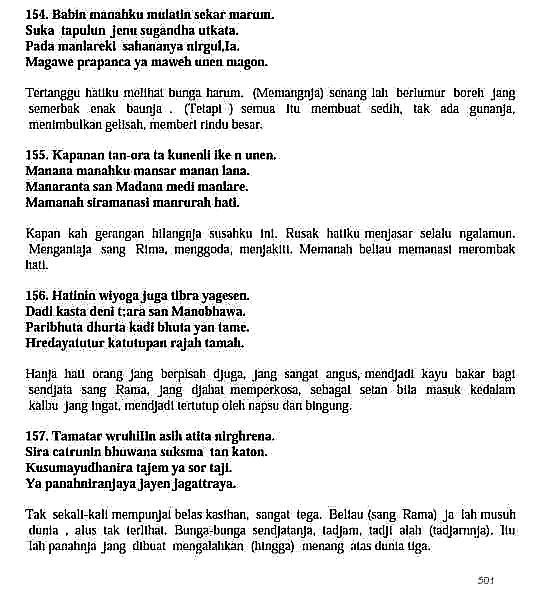 154. Babin manahku mulatin sekar marum.
Suka tapulun jenu sugandha utkata.
Pada manlareki sahananya nirgul,Ia.
Magawe prapanca ya maweh unen magon.
Tertanggu hatiku melihat bunga harum. (Memangnja) senang lah berlumur boreh jang
semerbak enak baunja . (Tetapi ) semua itu membuat sedih, tak ada gunanja,
menimbulkan gelisah, memberi rindu besar.
155. Kapanan tan-ora ta kunenli ike n unen.
Manana manahku mansar manan lana.
Manaranta san Madana medi manlare.
Mamanah siramanasi manrurah hati.
Kapan kah gerangan hilangnja susahku ini. Rusak hatiku menjasar selalu ngalamun.
Menganiaja sang Rima, menggoda, menjakiti. Memanah beliau memanasi merombak
hati.
156. Hatinin wiyoga juga tibra yagesen.
Dadi kasta deni t;ara san Manobhawa.
Paribhuta dhurta kadi bhuta yan tame.
Hredayatutur katutupan rajah tamah.
Hanja hati orang jang berpisah djuga, jang sangat angus, mendjadi kayu bakar bagi
sendjata sang Rama, jang djahat memperkosa, sebagai setan bila masuk kedalam
kalbu jang ingat, mendjadi tertutup oleh napsu dan bingung.
157. Tamatar wruhiIin asih atita nirghrena.
Sira catrunin bhuwana suksma tan katon.
Kusumayudhanira tajem ya sor taji.
Ya panahniranjaya jayen jagattraya.
Tak sekali-kali mempunjai belas kasihan, sangat tega. Beliau (sang Rama) ja lah musuh
dunia , alus tak terlihat. Bunga-bunga sendjatanja, tadjam, tadji alah (tadjamnja). Itu
lah panahnja jang dibuat mengalahkan (hingga) menang atas dunia tiga.
501